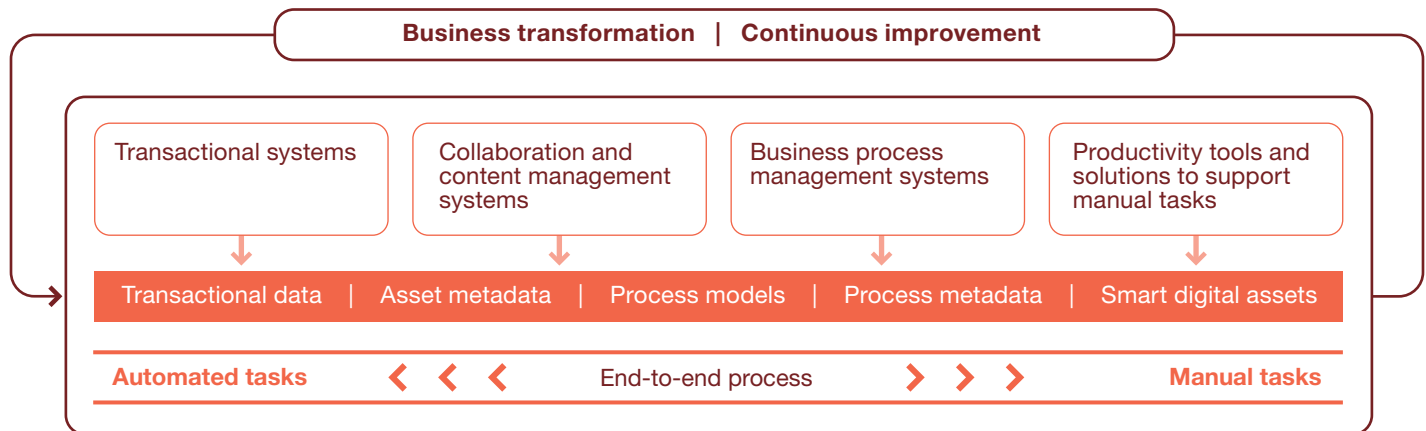 Business transformation | Continuous improvement
Transactional systems
Collaboration and
content management
systems
Business process
management systems
Productivity tools and
solutions to support
manual tasks
Transactional data | Asset metadata | Process models | Process metadata | Smart digital assets
Automated tasks End-to-end process Manual tasks